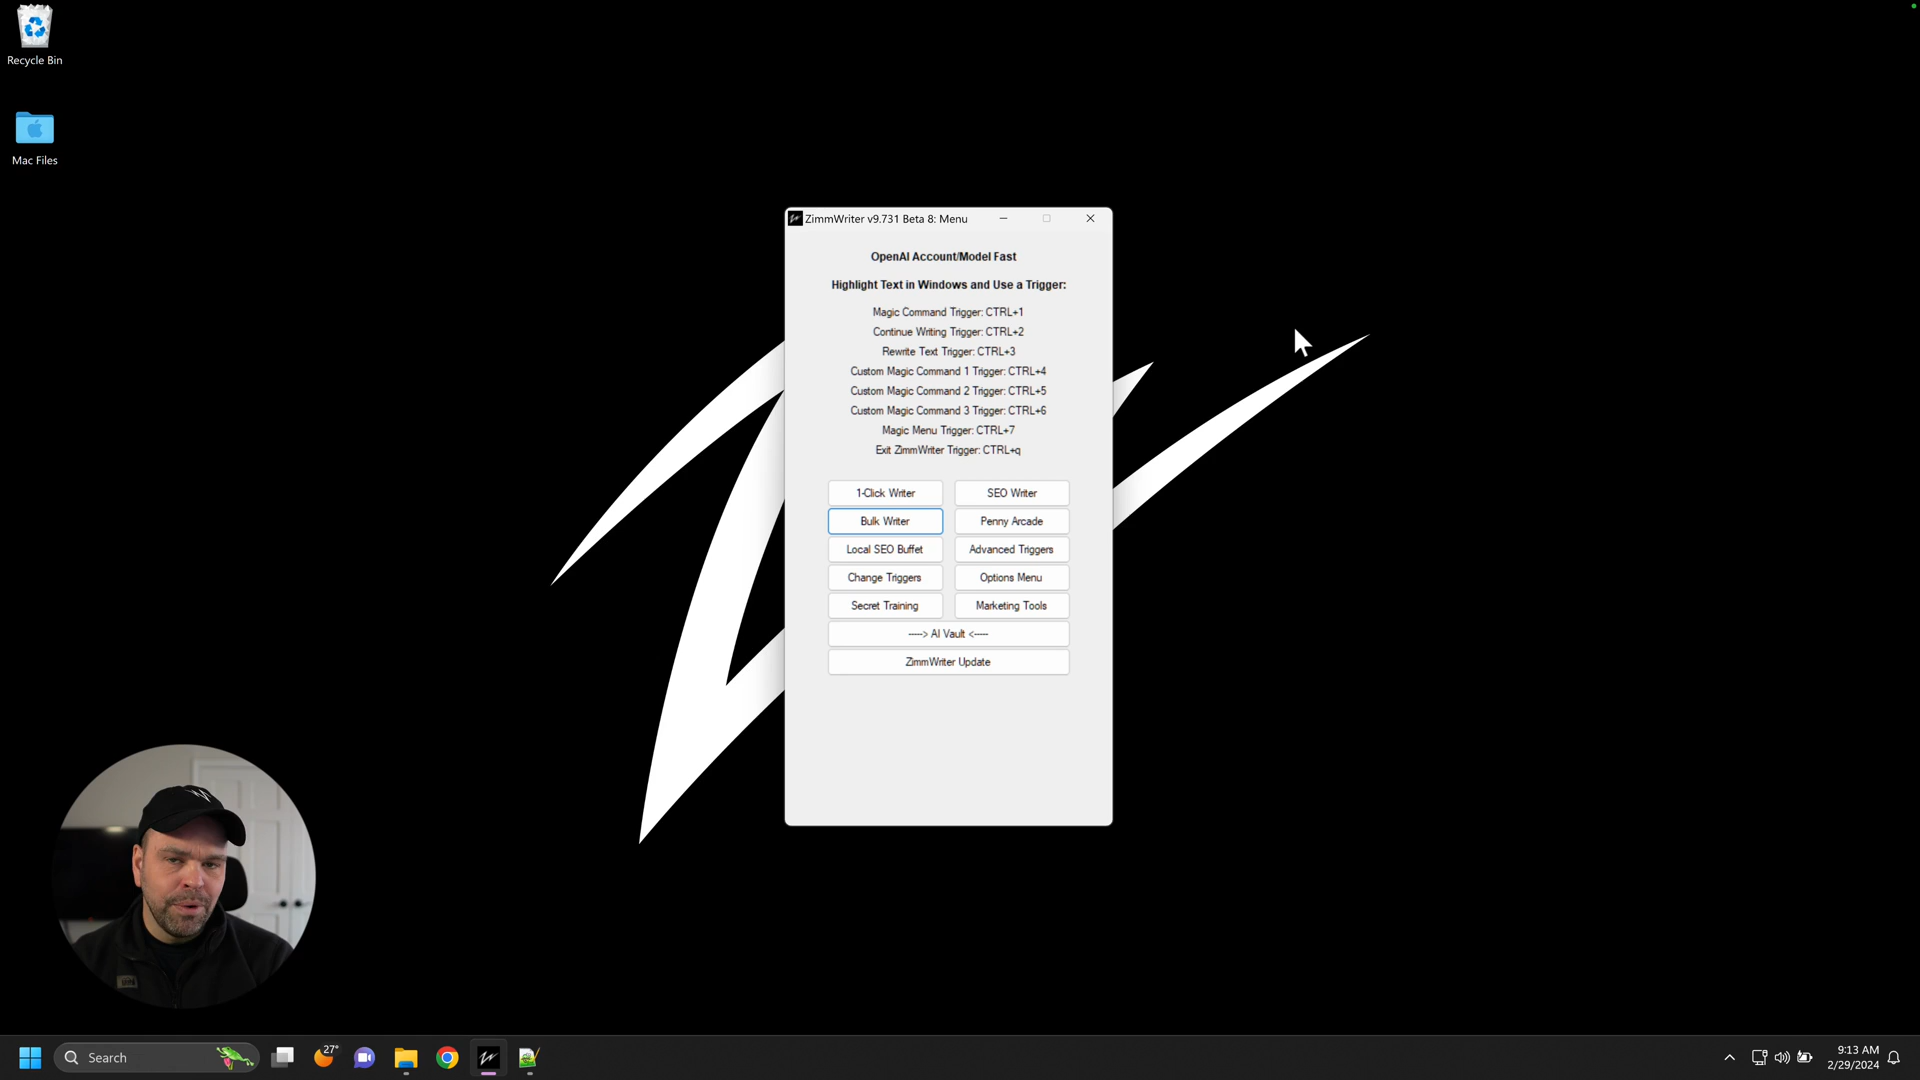 Recycle Bin
Mac Files
ZimmWriter v9.731 Beta 8: Menu
OpenAI Account/Model Fast
Highlight Text in Windows and Use a Trigger:
Magic Command Trigger: CTRL+1
Continue Writing Trigger: CTRL+2
Rewrite Text Trigger: CTRL+3
Custom Magic Command 1 Trigger: CTRL+4
Custom Magic Command 2 Trigger: CTRL+5
Custom Magic Command 3 Trigger: CTRL+6
Magic Menu Trigger: CTRL+7
Exit ZimmWriter Trigger: CTRL+q
1-Click Writer
SEO Writer
Bulk Writer
Penny Arcade
Local SEO Buffet
Advanced Triggers
Change Triggers
Options Menu
Secret Training
Marketing Tools
-----> AI Vault <-----
ZimmWriter Update
Search
27°
9:13 AM
2/29/2024